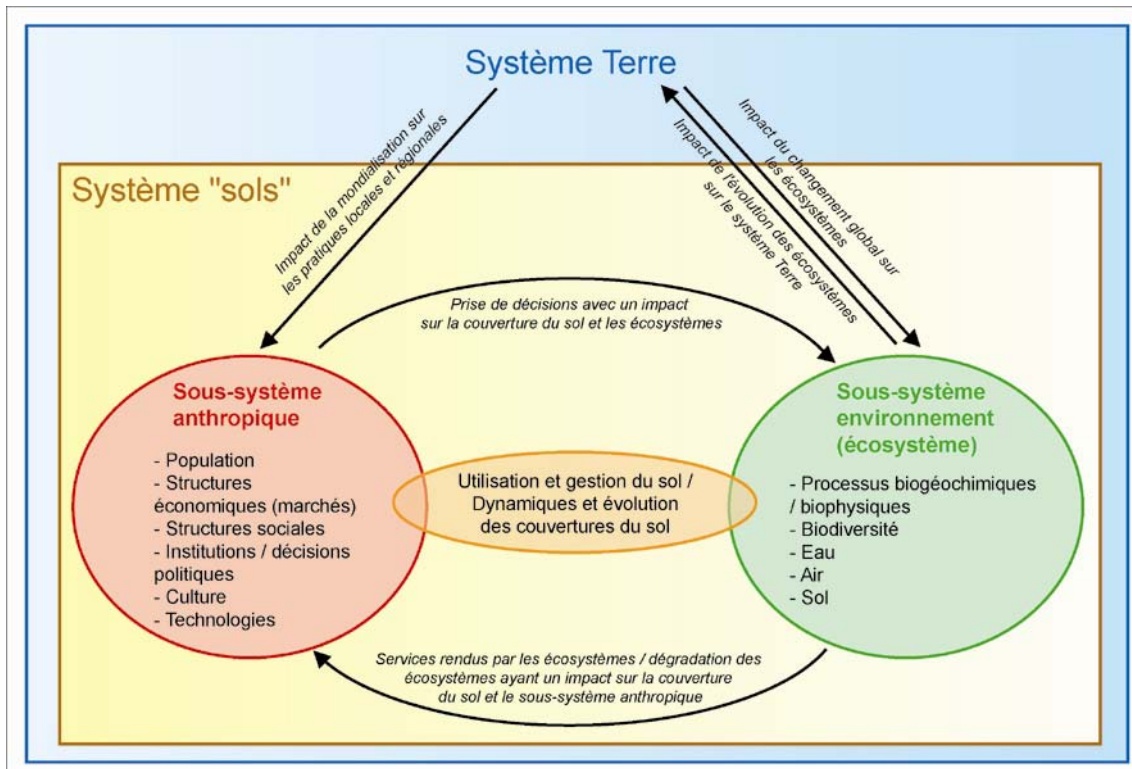 Système Terre
Impact de la mondialisation sur
les pratiques locales et régionales
Impact du changement global sur
les écosystèmes
Impact de l'évolution des écosystèmes
sur le système Terre
Système "sols"
Prise de décisions avec un impact
sur la couverture du sol et les écosystèmes
Sous-système
anthropique
- Population
- Structures
économiques (marchés)
- Structures sociales
- Institutions / décisions
politiques
- Culture
- Technologies
Utilisation et gestion du sol /
Dynamiques et évolution
des couvertures du sol
Sous-système
environnement
(écosystème)
- Processus biogéochimiques
/ biophysiques
- Biodiversité
- Eau
- Air
- Sol
Services rendus par les écosystèmes / dégradation des
écosystèmes ayant un impact sur la couverture
du sol et le sous-système anthropique